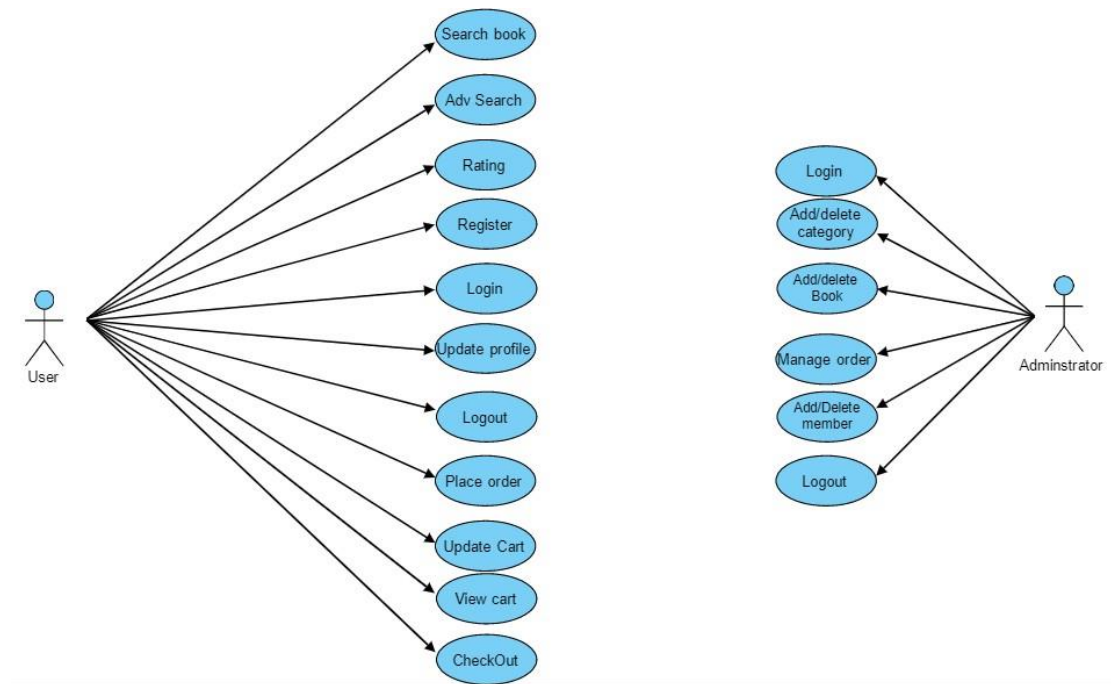 Search book
Adv Search
Rating
Register
Login
Update profile
Logout
Place order
Update Cart
View cart
CheckOut
User
Login
Add/delete
category
Add/delete
Book
Manage order
Add/Delete
member
Logout
Adminstrator